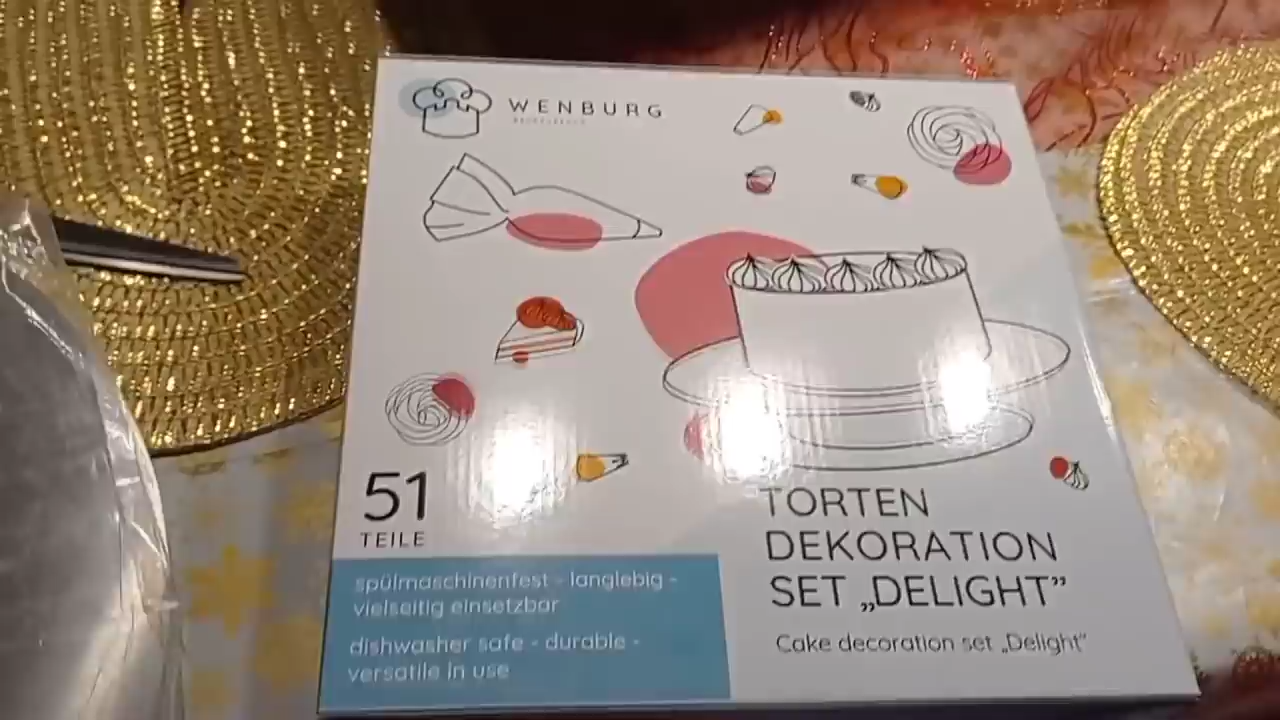 WENBURG
51
TEILE
spülmaschinenfest - langlebig -
vielseitig einsetzbar
dishwasher safe - durable -
versatile in use
TORTEN
DEKORATION
SET „DELIGHT”
Cake decoration set „Delight”